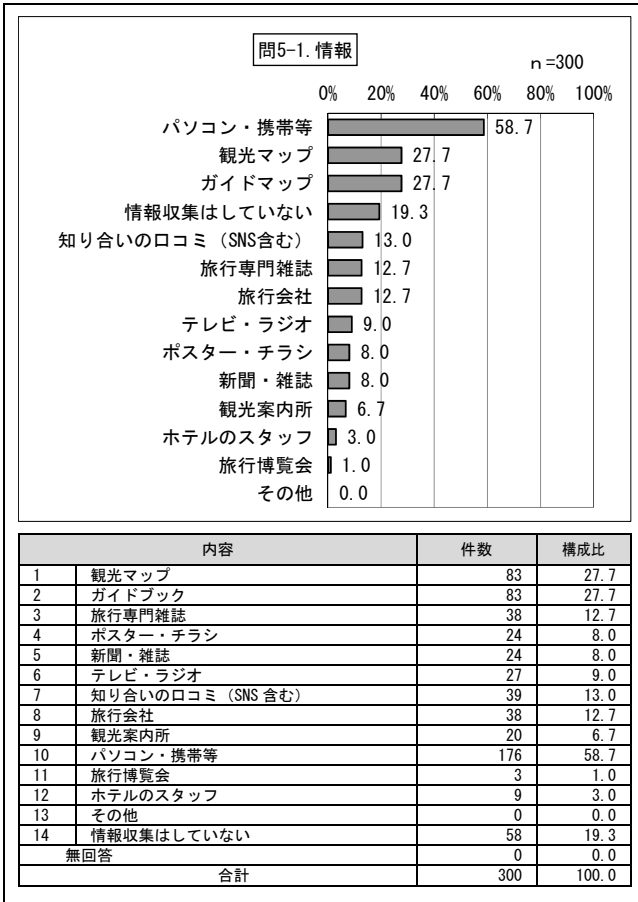 問5-1.情報
n=300
0% 20% 40% 60% 80% 100%
パソコン・携帯等 58.7
観光マップ 27.7
ガイドマップ 27.7
情報収集はしていない 19.3
知り合いの口コミ（SNS含む） 13.0
旅行専門雑誌 12.7
旅行会社 12.7
テレビ・ラジオ 9.0
ポスター・チラシ 8.0
新聞・雑誌 8.0
観光案内所 6.7
ホテルのスタッフ 3.0
旅行博覧会 1.0
その他 0.0
内容 件数 構成比
1 観光マップ 83 27.7
2 ガイドブック 83 27.7
3 旅行専門雑誌 38 12.7
4 ポスター・チラシ 24 8.0
5 新聞・雑誌 24 8.0
6 テレビ・ラジオ 27 9.0
7 知り合いの口コミ（SNS含む） 39 13.0
8 旅行会社 38 12.7
9 観光案内所 20 6.7
10 パソコン・携帯等 176 58.7
11 旅行博覧会 3 1.0
12 ホテルのスタッフ 9 3.0
13 その他 0 0.0
14 情報収集はしていない 58 19.3
無回答 0 0.0
合計 300 100.0